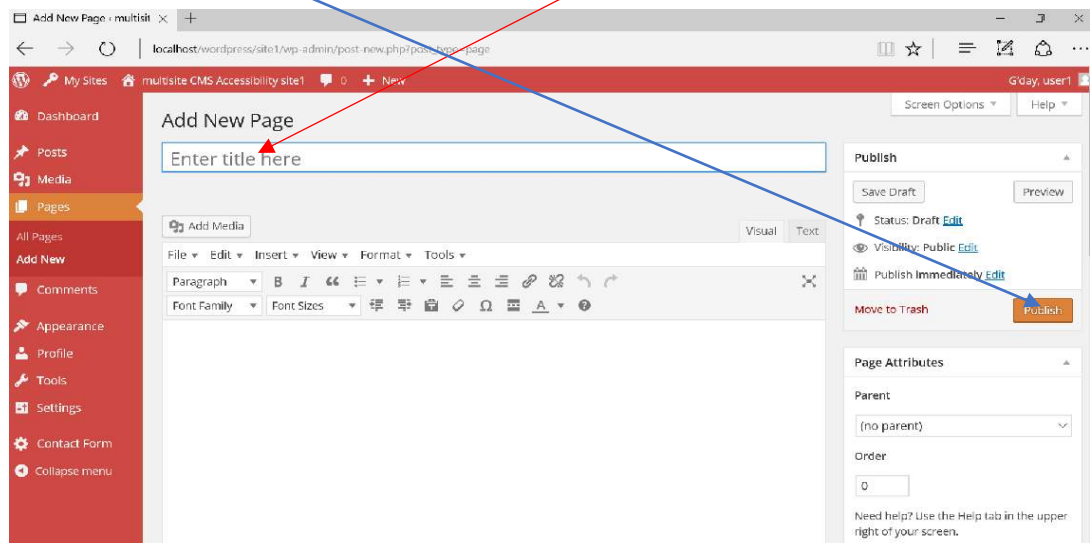 Add New Page ‹ multisit
localhost/wordpress/site1/wp-admin/post-new.php?post_type=page
My Sites multisite CMS Accessibility site1 0 + New G'day, user1
Screen Options Help
Dashboard
Posts
Media
Pages
All Pages
Add New
Comments
Appearance
Profile
Tools
Settings
Contact Form
Collapse menu
Add New Page
Enter title here
Add Media
Visual Text
File Edit Insert View Format Tools
Paragraph B I
Font Family Font Sizes Ω A
Publish
Save Draft Preview
Status: Draft Edit
Visibility: Public Edit
Publish immediately Edit
Move to Trash Publish
Page Attributes
Parent
(no parent)
Order
0
Need help? Use the Help tab in the upper
right of your screen.